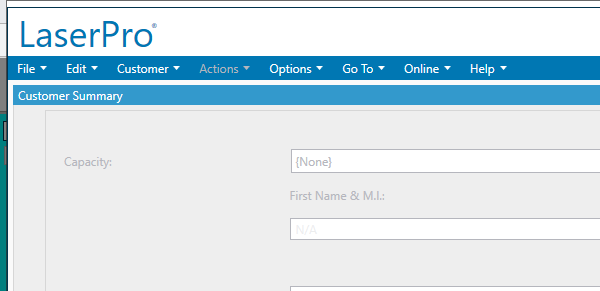 LaserPro®
File Edit Customer Actions Options Go To Online Help
Customer Summary
Capacity: {None}
First Name & M.I.:
N/A